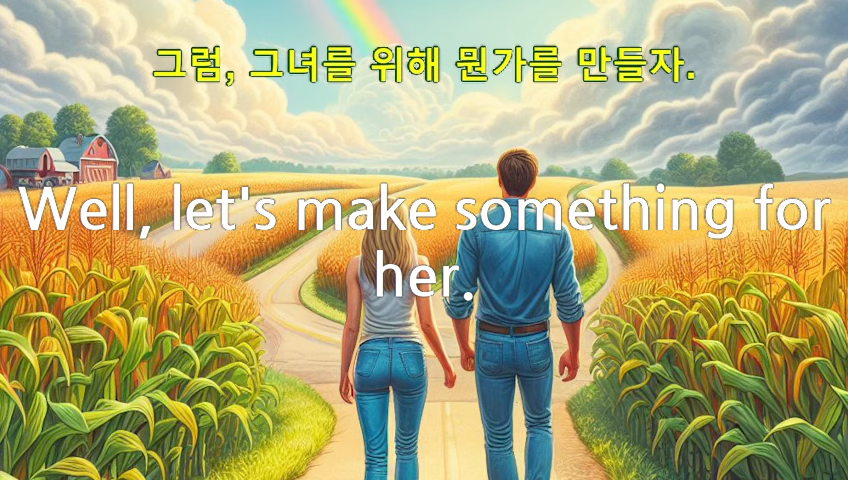 그럼, 그녀를 위해 뭔가를 만들자.
Well, let's make something for
her.